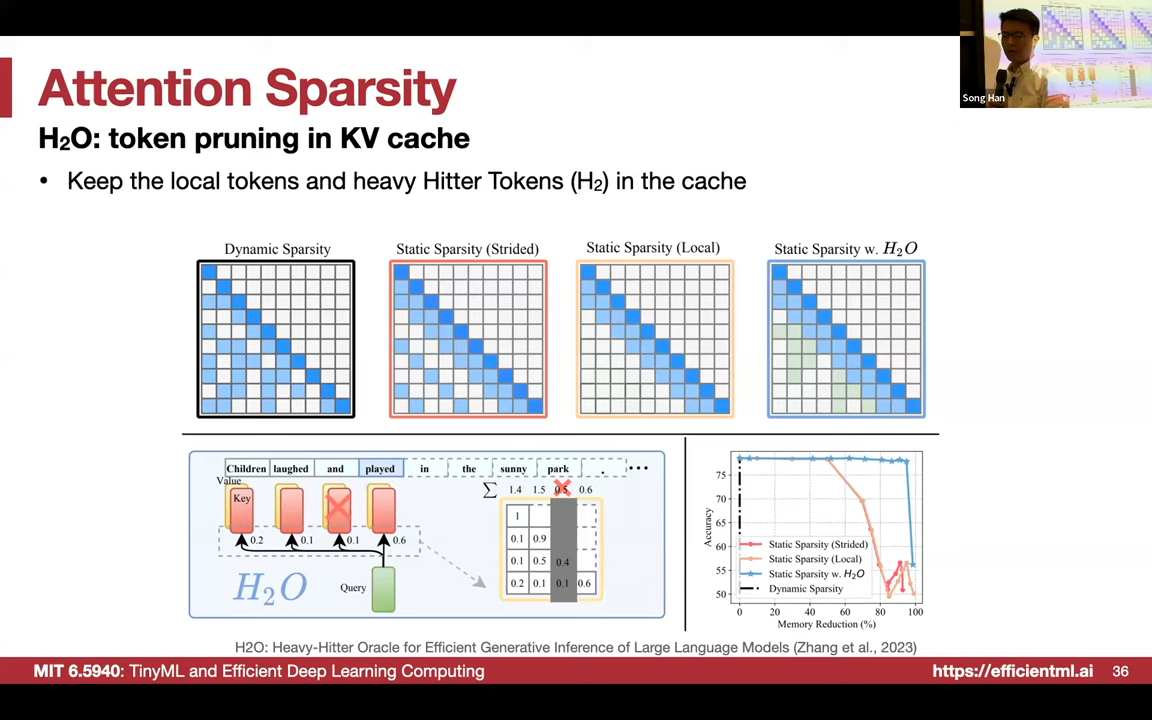 Song Han
Attention Sparsity
H₂O: token pruning in KV cache
• Keep the local tokens and heavy Hitter Tokens (H₂) in the cache
Dynamic Sparsity
Static Sparsity (Strided)
Static Sparsity (Local)
Static Sparsity w. H₂O
Children laughed and played in the sunny park . •••
Value
Key
0.2 0.1 0.1 0.6
Query
H₂O
∑ 1.4 1.5 0.5 0.6
1
0.1 0.9
0.1 0.5 0.4
0.2 0.1 0.1 0.6
Accuracy
75
70
65
60
55
50
Static Sparsity (Strided)
Static Sparsity (Local)
Static Sparsity w. H₂O
Dynamic Sparsity
0 20 40 60 80 100
Memory Reduction (%)
H2O: Heavy-Hitter Oracle for Efficient Generative Inference of Large Language Models (Zhang et al., 2023)
MIT 6.5940: TinyML and Efficient Deep Learning Computing
https://efficientml.ai 36